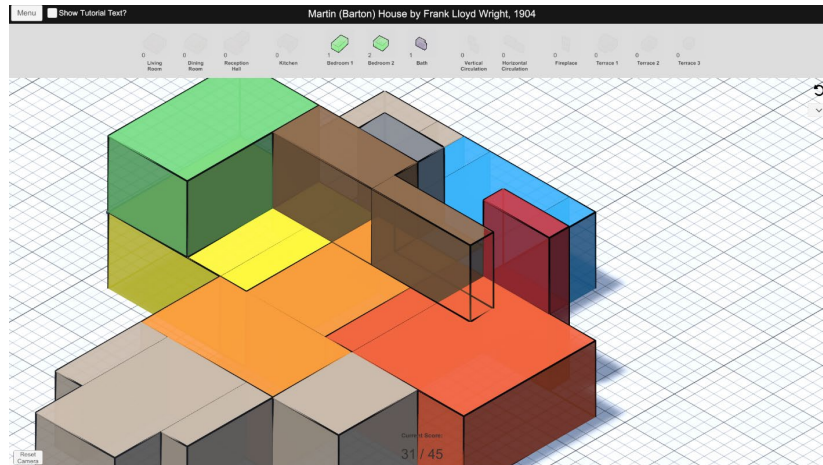 Menu
Show Tutorial Text?
Martin (Barton) House by Frank Lloyd Wright, 1904
0 Living Room
0 Dining Room
0 Reception Hall
0 Kitchen
1 Bedroom 1
2 Bedroom 2
1 Bath
0 Vertical Circulation
0 Horizontal Circulation
0 Fireplace
0 Terrace 1
0 Terrace 2
0 Terrace 3
Current Score:
31 / 45
Reset
Camera